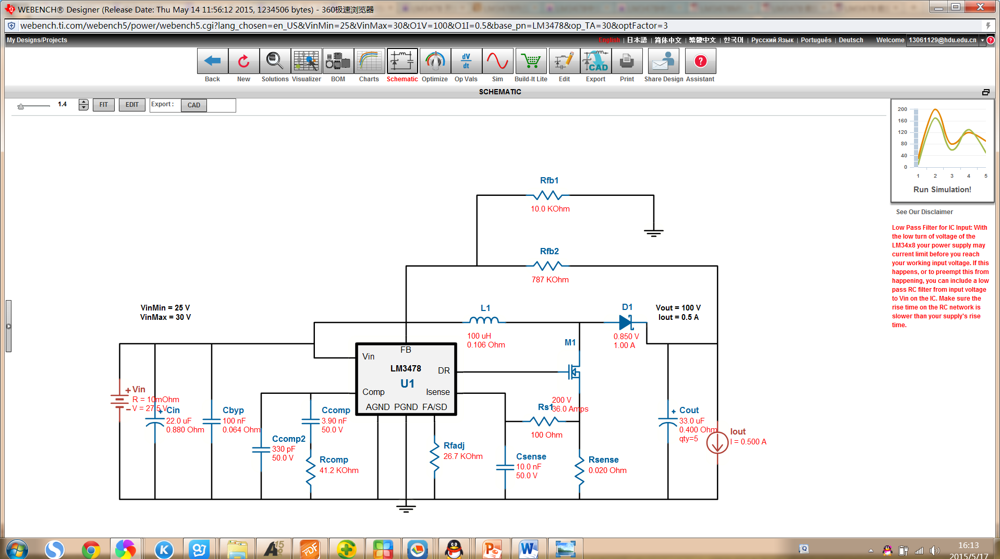 WEBENCH® Designer (Release Date: Thu May 14 11:56:12 2015, 1234506 bytes) - 360极速浏览器
webench.ti.com/webench5/power/webench5.cgi?lang_chosen=en_US&VinMin=25&VinMax=30&O1V=100&O1I=0.5&base_pn=LM3478&op_TA=30&optFactor=3
My Designs/Projects
English | 日本語 | 简体中文 | 繁體中文 | 한국어 | Русский Язык | Português | Deutsch Welcome 13061129@hdu.edu.cn ?
dV
dt
CAD
?
Back New Solutions Visualizer BOM Charts Schematic Optimize Op Vals Sim Build-It Lite Edit Export Print Share Design Assistant
SCHEMATIC
1.4 FIT EDIT Export : CAD
200
160
120
80
40
0
1 2 3 4 5
Run Simulation!
See Our Disclaimer
Low Pass Filter for IC Input: With
the low turn of voltage of the
LM34x8 your power supply may
current limit before you reach
your working input voltage. If this
happens, or to preempt this from
happening, you can include a low
pass RC filter from input voltage
to Vin on the IC. Make sure the
rise time on the RC network is
slower than your supply's rise
time.
Rfb1
10.0 KOhm
Rfb2
787 KOhm
VinMin = 25 V
VinMax = 30 V
L1
100 uH
0.106 Ohm
D1
0.850 V
1.00 A
Vout = 100 V
Iout = 0.5 A
M1
200 V
36.0 Amps
FB
Vin
LM3478
DR
U1
Comp
Isense
AGND PGND FA/SD
+ Vin
R = 10mOhm
V = 27.5 V
+ Cin
22.0 uF
0.880 Ohm
Cbyp
100 nF
0.064 Ohm
Ccomp2
330 pF
50.0 V
Ccomp
3.90 nF
50.0 V
Rcomp
41.2 KOhm
Rfadj
26.7 KOhm
Rs1
100 Ohm
Csense
10.0 nF
50.0 V
Rsense
0.020 Ohm
+ Cout
33.0 uF
0.400 Ohm
qty=5
Iout
I = 0.500 A
16:13
2015/5/17